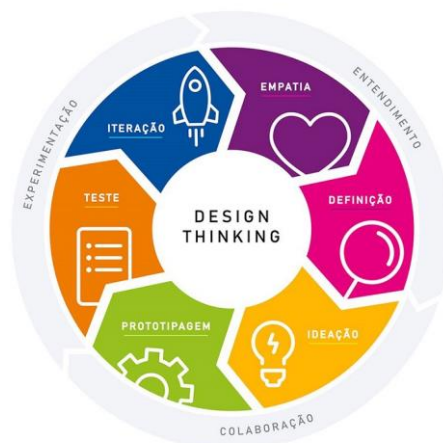 DESIGN
THINKING
EMPATIA
DEFINIÇÃO
IDEAÇÃO
PROTOTIPAGEM
TESTE
ITERAÇÃO
ENTENDIMENTO
COLABORAÇÃO
EXPERIMENTAÇÃO